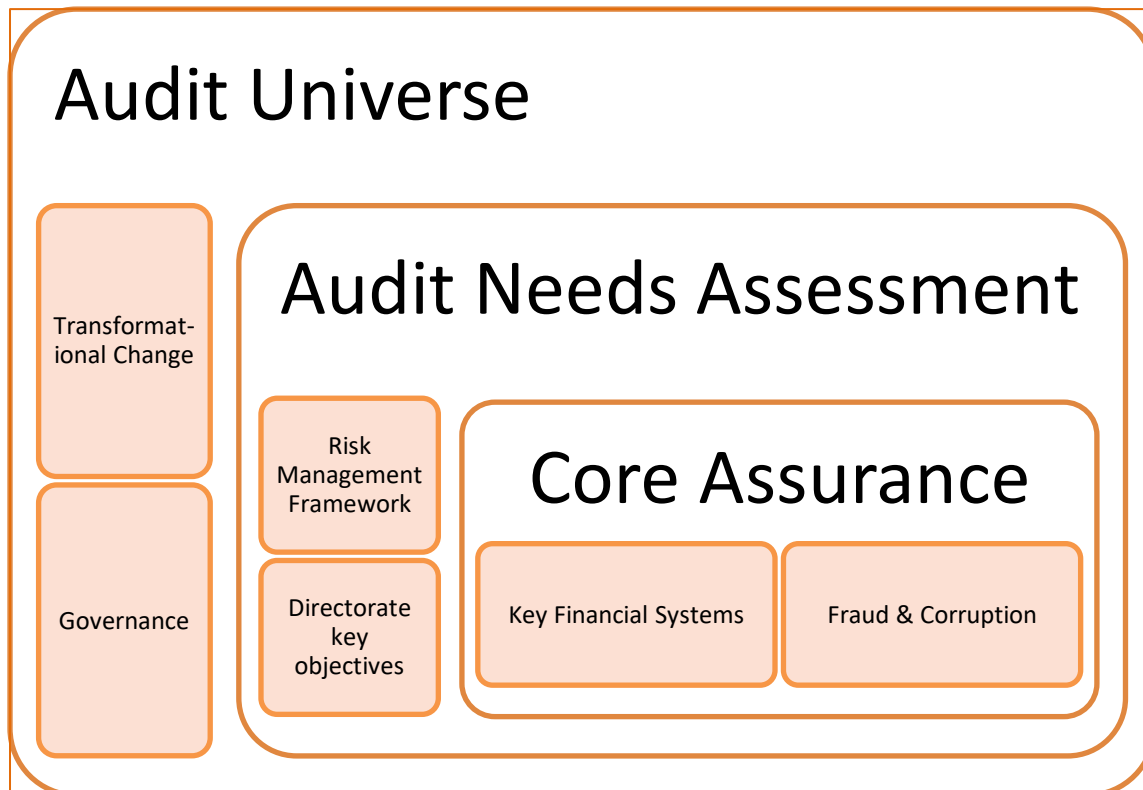 Audit Universe
Transformat-
ional Change
Governance
Audit Needs Assessment
Risk
Management
Framework
Directorate
key
objectives
Core Assurance
Key Financial Systems
Fraud & Corruption